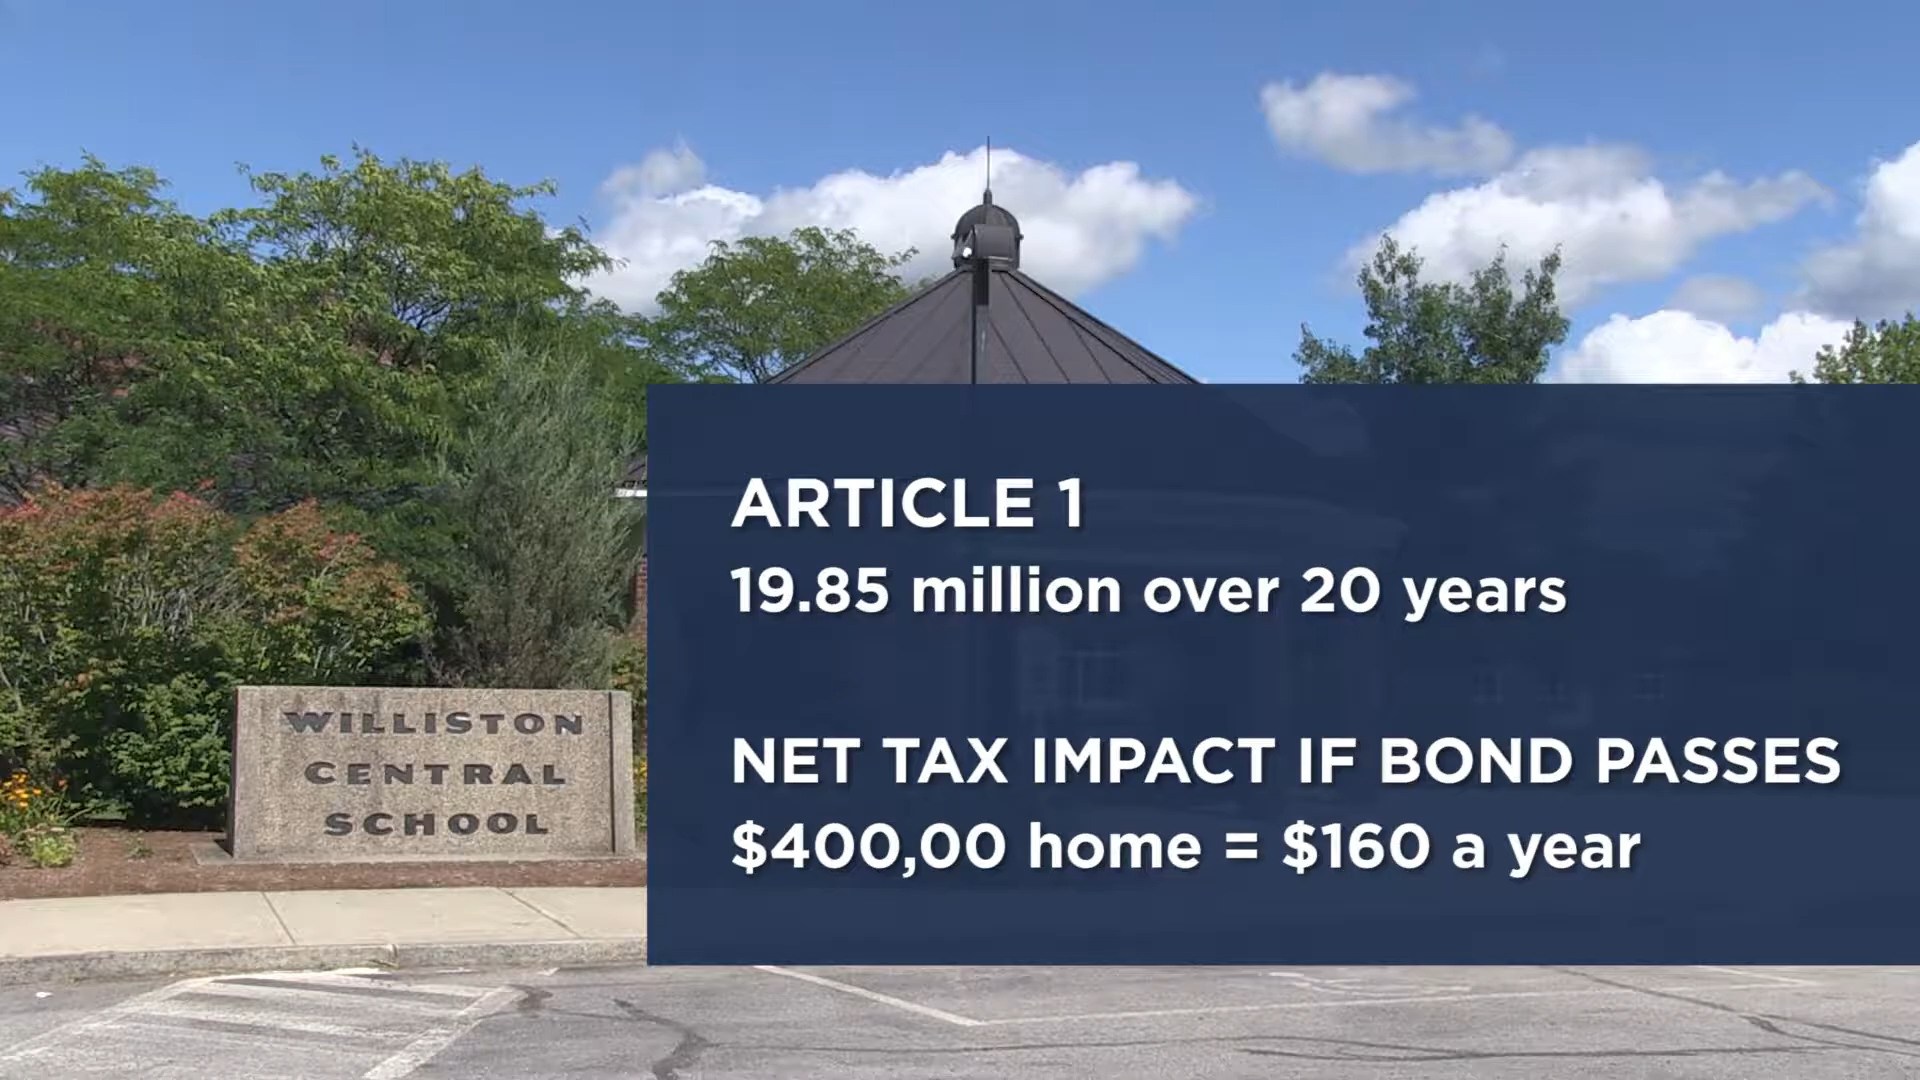 ARTICLE 1
19.85 million over 20 years
NET TAX IMPACT IF BOND PASSES
$400,00 home = $160 a year
WILLISTON
CENTRAL
SCHOOL